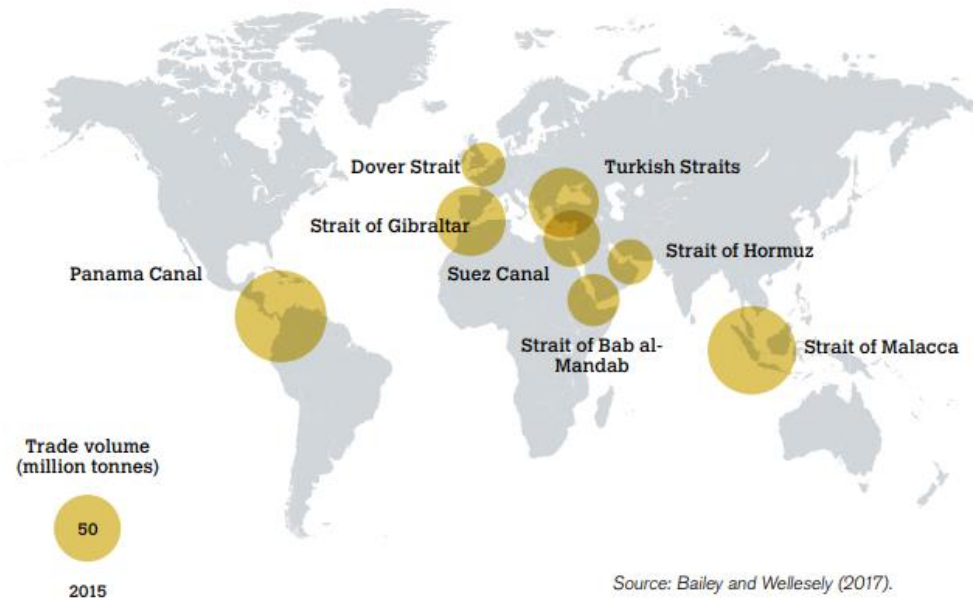 Dover Strait
Turkish Straits
Strait of Gibraltar
Strait of Hormuz
Panama Canal
Suez Canal
Strait of Bab al-
Mandab
Strait of Malacca
Trade volume
(million tonnes)
50
2015
Source: Bailey and Wellesely (2017).